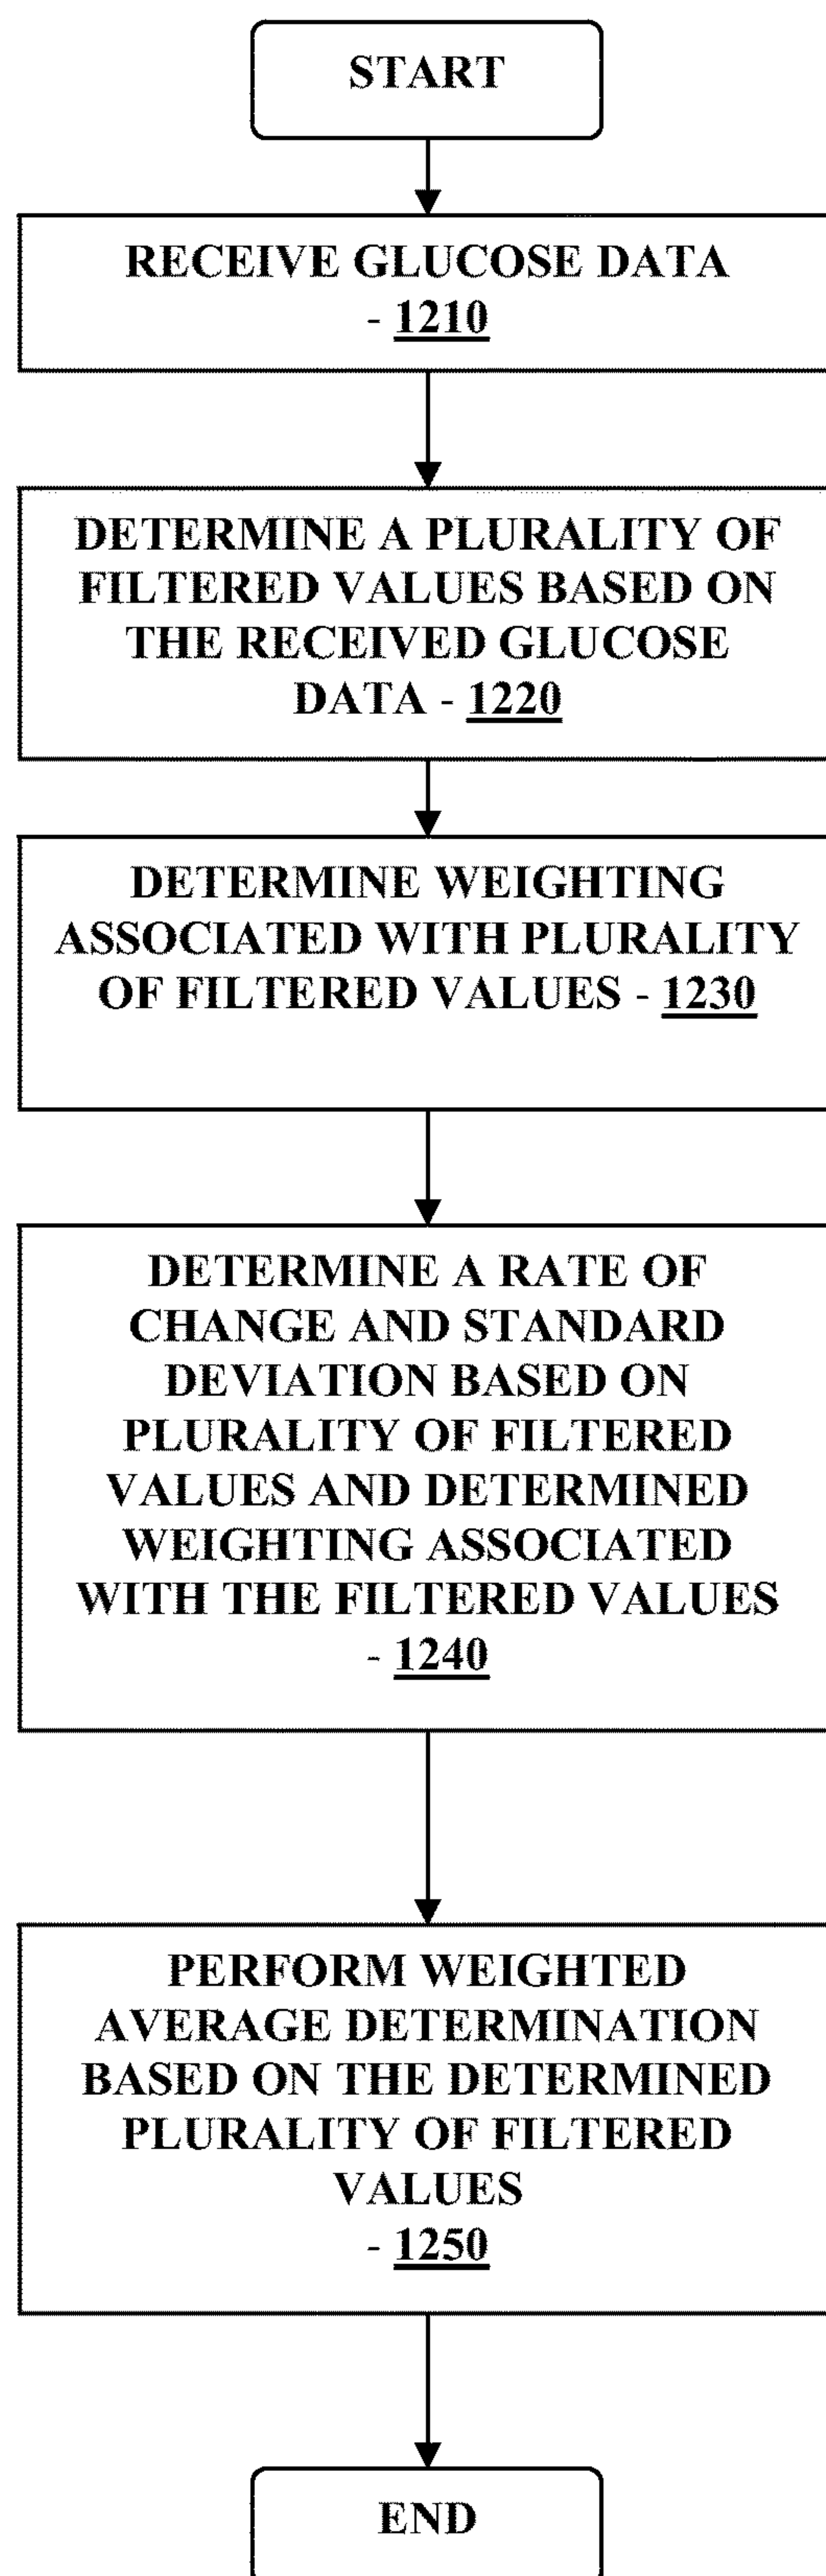 START
RECEIVE GLUCOSE DATA
- 1210
DETERMINE A PLURALITY OF
FILTERED VALUES BASED ON
THE RECEIVED GLUCOSE
DATA - 1220
DETERMINE WEIGHTING
ASSOCIATED WITH PLURALITY
OF FILTERED VALUES - 1230
DETERMINE A RATE OF
CHANGE AND STANDARD
DEVIATION BASED ON
PLURALITY OF FILTERED
VALUES AND DETERMINED
WEIGHTING ASSOCIATED
WITH THE FILTERED VALUES
- 1240
PERFORM WEIGHTED
AVERAGE DETERMINATION
BASED ON THE DETERMINED
PLURALITY OF FILTERED
VALUES
- 1250
END